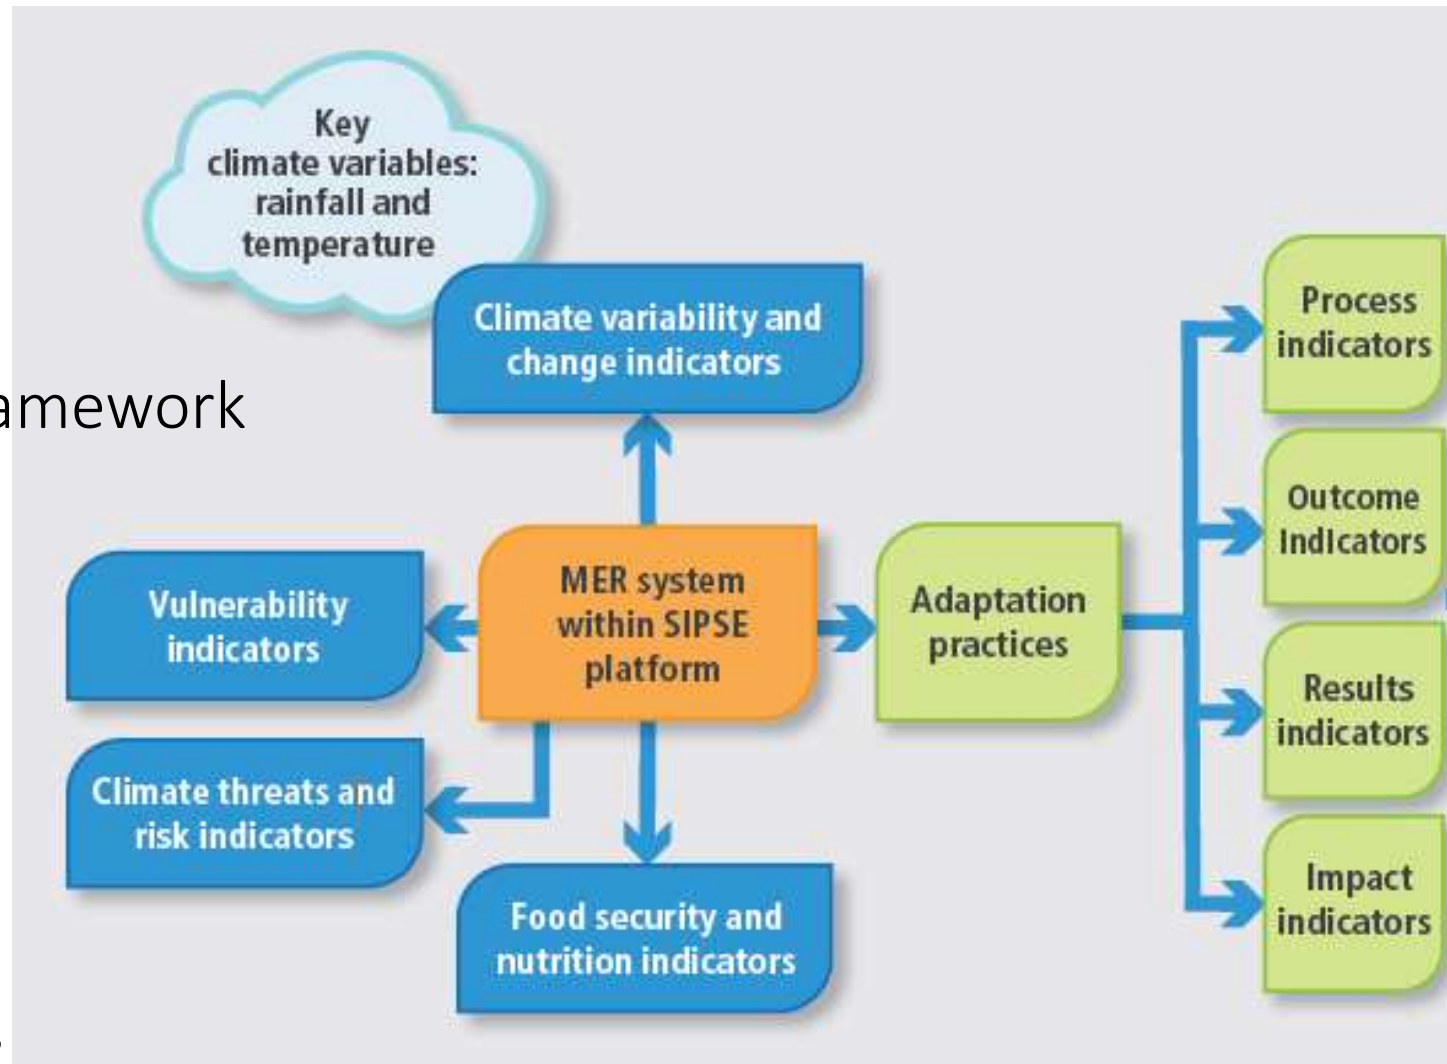 Key
climate variables:
rainfall and
temperature
Climate variability and
change indicators
amework
Vulnerability
indicators
MER system
within SIPSE
platform
Adaptation
practices
Climate threats and
risk indicators
Food security and
nutrition indicators
Process
indicators
Outcome
Indicators
Results
indicators
Impact
indicators